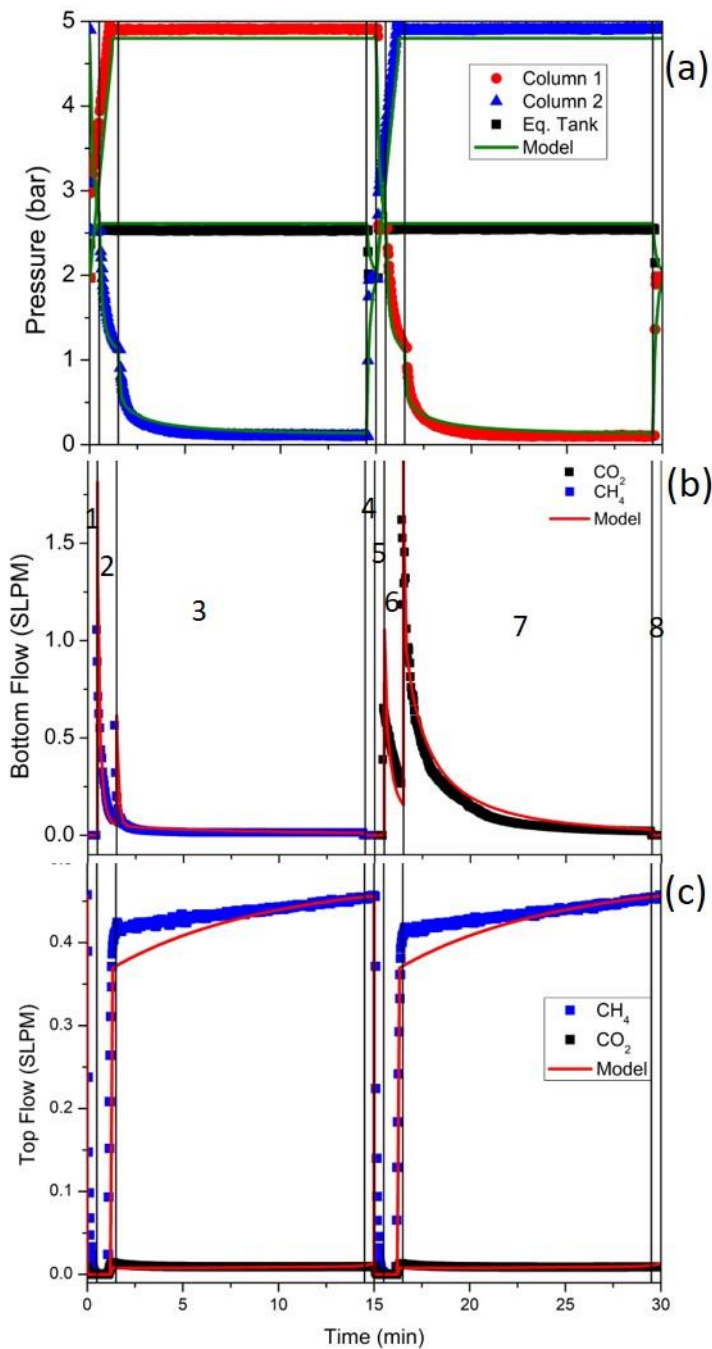 (a)
5
4
3
2
1
0
Pressure (bar)
Column 1
Column 2
Eq. Tank
Model
(b)
1.5
1.0
0.5
0.0
Bottom Flow (SLPM)
CO2
CH4
Model
1
2
3
4
5
6
7
8
(c)
0.4
0.3
0.2
0.1
0.0
Top Flow (SLPM)
CH4
CO2
Model
0 5 10 15 20 25 30
Time (min)